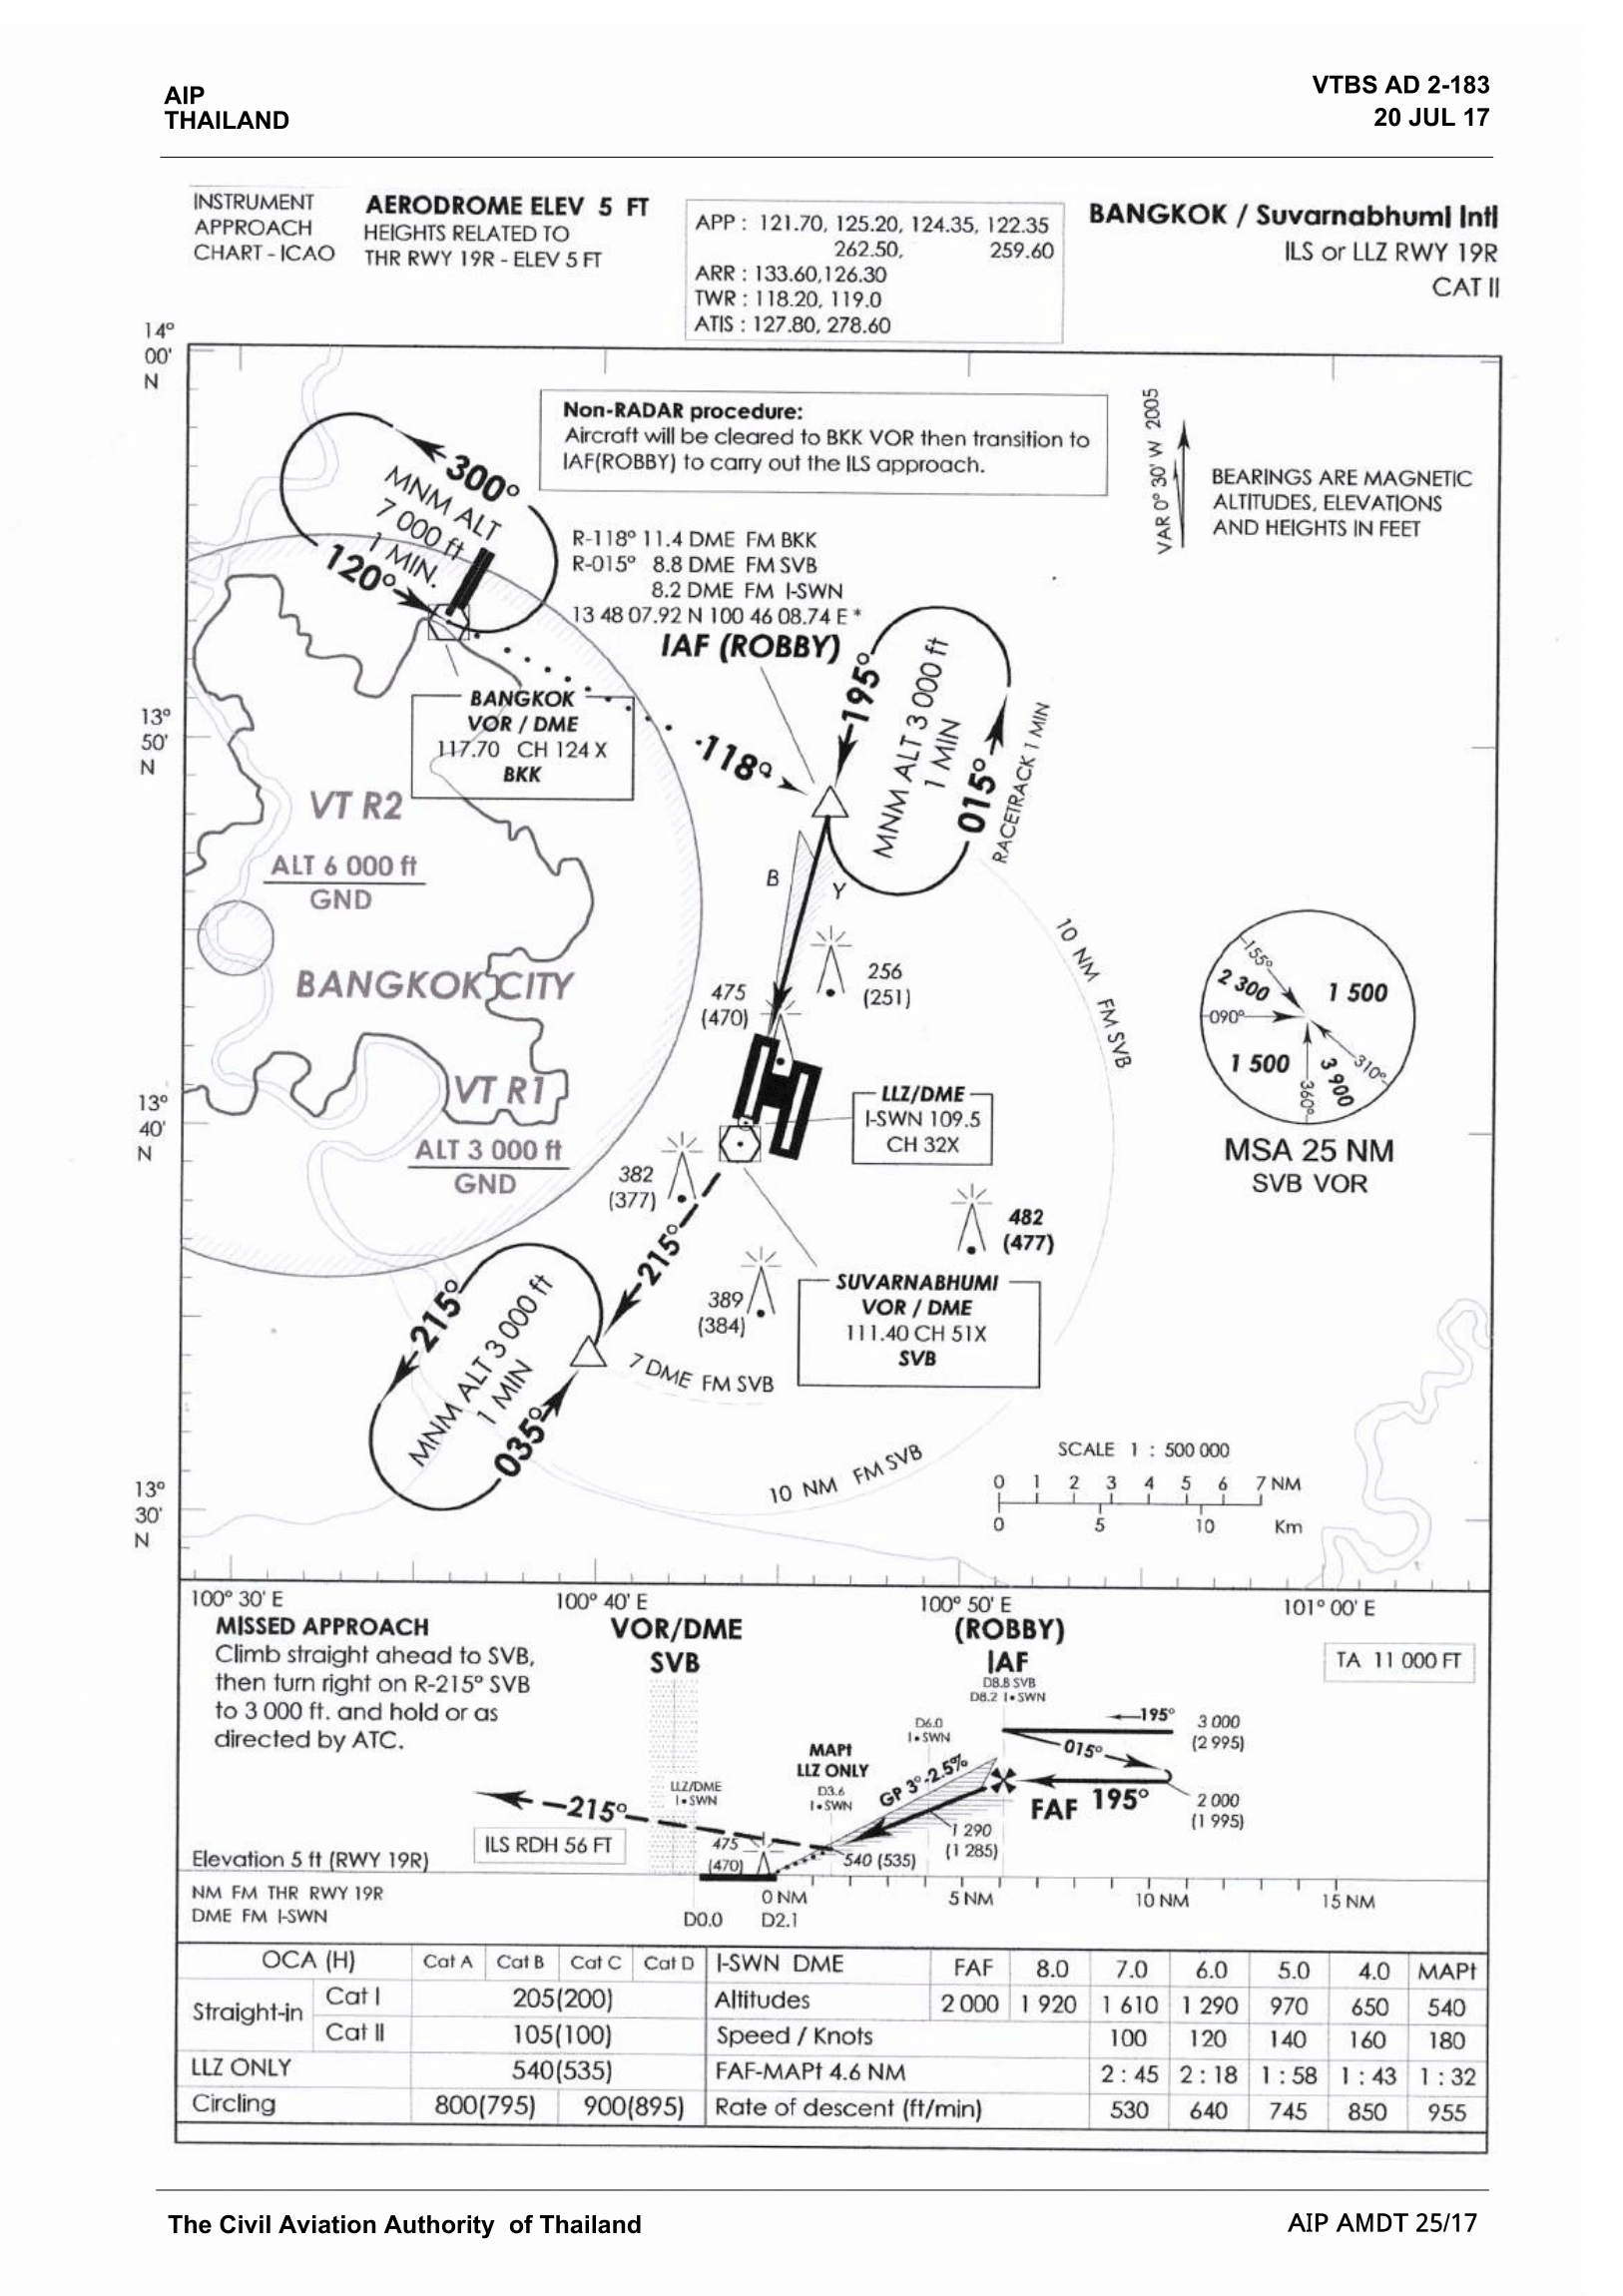 AIP
THAILAND
VTBS AD 2-183
20 JUL 17
INSTRUMENT
APPROACH
CHART - ICAO
AERODROME ELEV 5 FT
HEIGHTS RELATED TO
THR RWY 19R - ELEV 5 FT
APP : 121.70, 125.20, 124.35, 122.35
262.50, 259.60
ARR : 133.60,126.30
TWR : 118.20, 119.0
ATIS : 127.80, 278.60
BANGKOK / Suvarnabhumi Intl
ILS or LLZ RWY 19R
CAT II
14°
00'
N
Non-RADAR procedure:
Aircraft will be cleared to BKK VOR then transition to
IAF(ROBBY) to carry out the ILS approach.
VAR 0° 30' W 2005
BEARINGS ARE MAGNETIC
ALTITUDES, ELEVATIONS
AND HEIGHTS IN FEET
300°
MNM ALT
7 000 ft
1 MIN.
120°
R-118° 11.4 DME FM BKK
R-015° 8.8 DME FM SVB
8.2 DME FM I-SWN
13 48 07.92 N 100 46 08.74 E *
IAF (ROBBY)
195°
MNM ALT 3 000 ft
1 MIN
015°
RACETRACK 1 MIN
BANGKOK
VOR / DME
117.70 CH 124 X
BKK
118°
13°
50'
N
VT R2
ALT 6 000 ft
GND
B
Y
BANGKOK CITY
256
(251)
475
(470)
10 NM FM SVB
155°
2 300
1 500
090°
1 500
3 900
310°
360°
MSA 25 NM
SVB VOR
VT R1
ALT 3 000 ft
GND
13°
40'
N
LLZ/DME
I-SWN 109.5
CH 32X
382
(377)
482
(477)
215°
389
(384)
SUVARNABHUMI
VOR / DME
111.40 CH 51X
SVB
215°
MNM ALT 3 000 ft
1 MIN
035°
7 DME FM SVB
10 NM FM SVB
SCALE 1 : 500 000
0 1 2 3 4 5 6 7 NM
0 5 10 Km
13°
30'
N
100° 30' E
100° 40' E
100° 50' E
101° 00' E
MISSED APPROACH
Climb straight ahead to SVB,
then turn right on R-215° SVB
to 3 000 ft. and hold or as
directed by ATC.
VOR/DME
SVB
(ROBBY)
IAF
D8.8 SVB
D8.2 I•SWN
TA 11 000 FT
D6.0
I•SWN
195°
3 000
(2 995)
015°
MAPt
LLZ ONLY
D3.6
I•SWN
GP 3°-2.5%
FAF 195°
2 000
(1 995)
LLZ/DME
I•SWN
215°
ILS RDH 56 FT
475
(470)
1 290
(1 285)
540 (535)
Elevation 5 ft (RWY 19R)
NM FM THR RWY 19R
0 NM
5 NM
10 NM
15 NM
DME FM I-SWN
D0.0
D2.1
OCA (H) Cat A Cat B Cat C Cat D I-SWN DME FAF 8.0 7.0 6.0 5.0 4.0 MAPt
Straight-in Cat I 205(200) Altitudes 2 000 1 920 1 610 1 290 970 650 540
Cat II 105(100) Speed / Knots 100 120 140 160 180
LLZ ONLY 540(535) FAF-MAPt 4.6 NM 2 : 45 2 : 18 1 : 58 1 : 43 1 : 32
Circling 800(795) 900(895) Rate of descent (ft/min) 530 640 745 850 955
The Civil Aviation Authority of Thailand
AIP AMDT 25/17